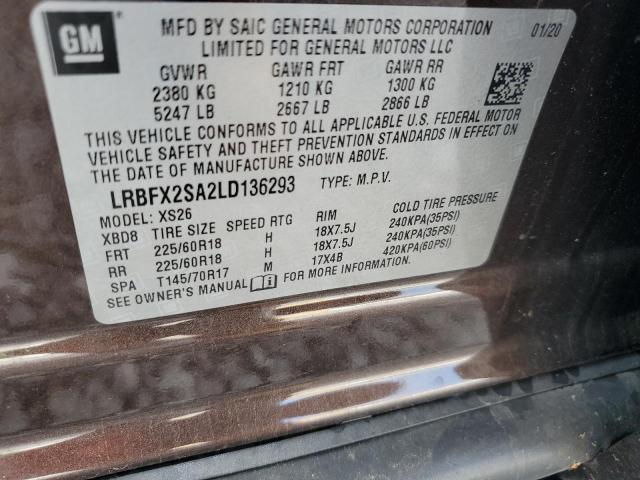 GM
MFD BY SAIC GENERAL MOTORS CORPORATION 01/20
LIMITED FOR GENERAL MOTORS LLC
GVWR GAWR FRT GAWR RR
2380 KG 1210 KG 1300 KG
5247 LB 2667 LB 2866 LB
THIS VEHICLE CONFORMS TO ALL APPLICABLE U.S. FEDERAL MOTOR
VEHICLE SAFETY AND THEFT PREVENTION STANDARDS IN EFFECT ON
THE DATE OF MANUFACTURE SHOWN ABOVE.
LRBFX2SA2LD136293 TYPE: M.P.V.
MODEL: XS26
XBD8 TIRE SIZE SPEED RTG RIM COLD TIRE PRESSURE
FRT 225/60R18 H 18X7.5J 240KPA(35PSI)
RR 225/60R18 H 18X7.5J 240KPA(35PSI)
SPA T145/70R17 M 17X4B 420KPA(60PSI)
SEE OWNER'S MANUAL FOR MORE INFORMATION